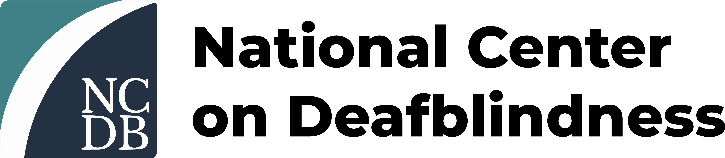 NC
DB
National Center
on Deafblindness